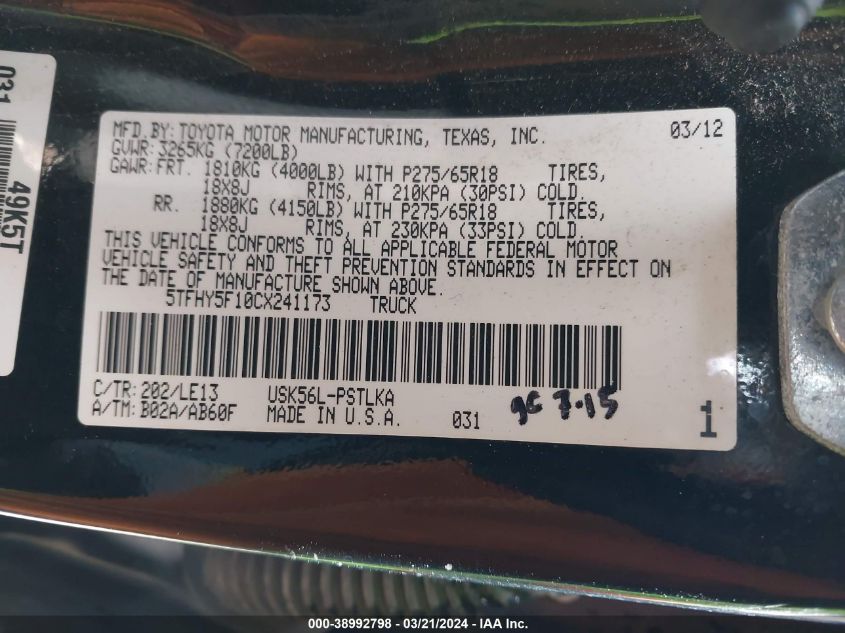 031
49K5T
MFD.BY:TOYOTA MOTOR MANUFACTURING, TEXAS, INC. 03/12
GVWR:3265KG (7200LB)
GAWR:FRT. 1810KG (4000LB) WITH P275/65R18 TIRES,
18X8J RIMS, AT 210KPA (30PSI) COLD.
RR. 1880KG (4150LB) WITH P275/65R18 TIRES,
18X8J RIMS, AT 230KPA (33PSI) COLD.
THIS VEHICLE CONFORMS TO ALL APPLICABLE FEDERAL MOTOR
VEHICLE SAFETY AND THEFT PREVENTION STANDARDS IN EFFECT ON
THE DATE OF MANUFACTURE SHOWN ABOVE.
5TFHY5F10CX241173 TRUCK
C/TR:202/LE13 USK56L-PSTLKA
A/TM:B02A/AB60F MADE IN U.S.A. 031 7-15
1
000-38992798 - 03/21/2024 - IAA Inc.